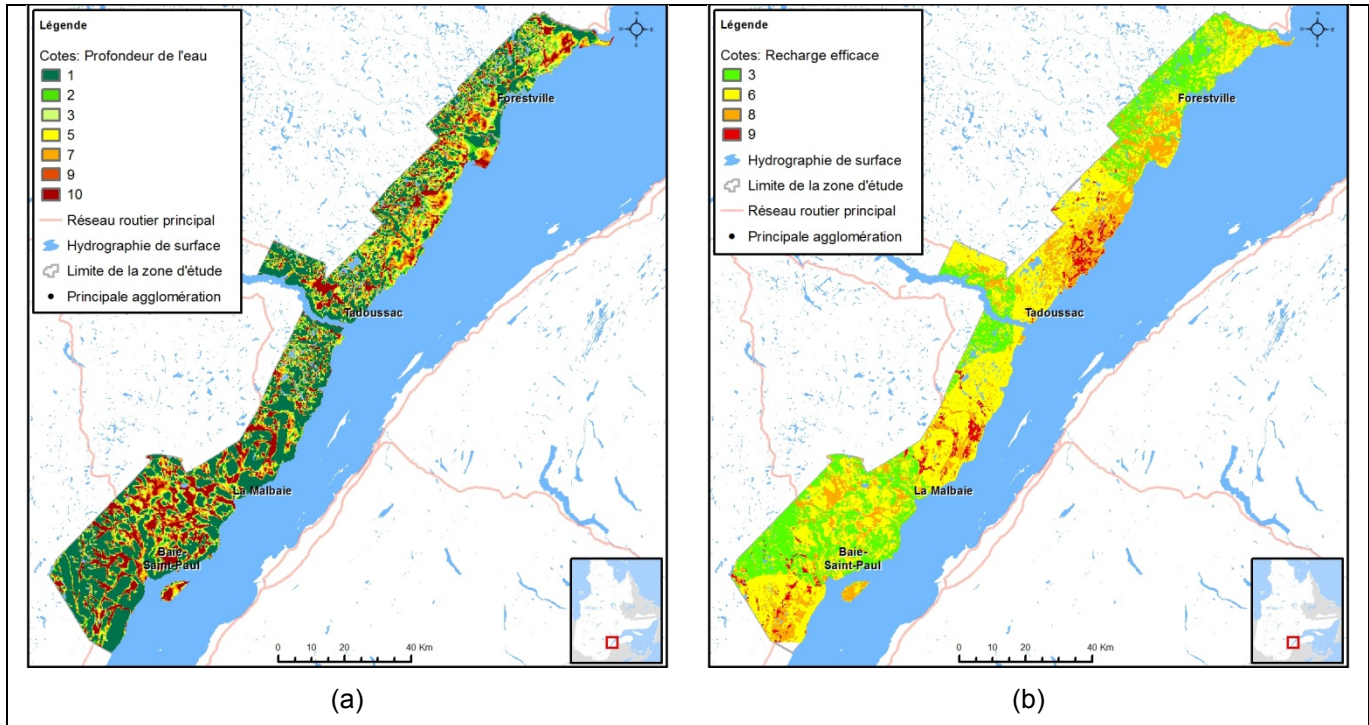 Légende
Cotes: Profondeur de l'eau
1
2
3
5
7
9
10
Réseau routier principal
Hydrographie de surface
Limite de la zone d'étude
Principale agglomération
N
W E
S
Forestville
Tadoussac
La Malbaie
Baie-
Saint-Paul
0 10 20 40 Km
(a)
Légende
Cotes: Recharge efficace
3
6
8
9
Hydrographie de surface
Limite de la zone d'étude
Réseau routier principal
Principale agglomération
N
W E
S
Forestville
Tadoussac
La Malbaie
Baie-
Saint-Paul
0 10 20 40 Km
(b)